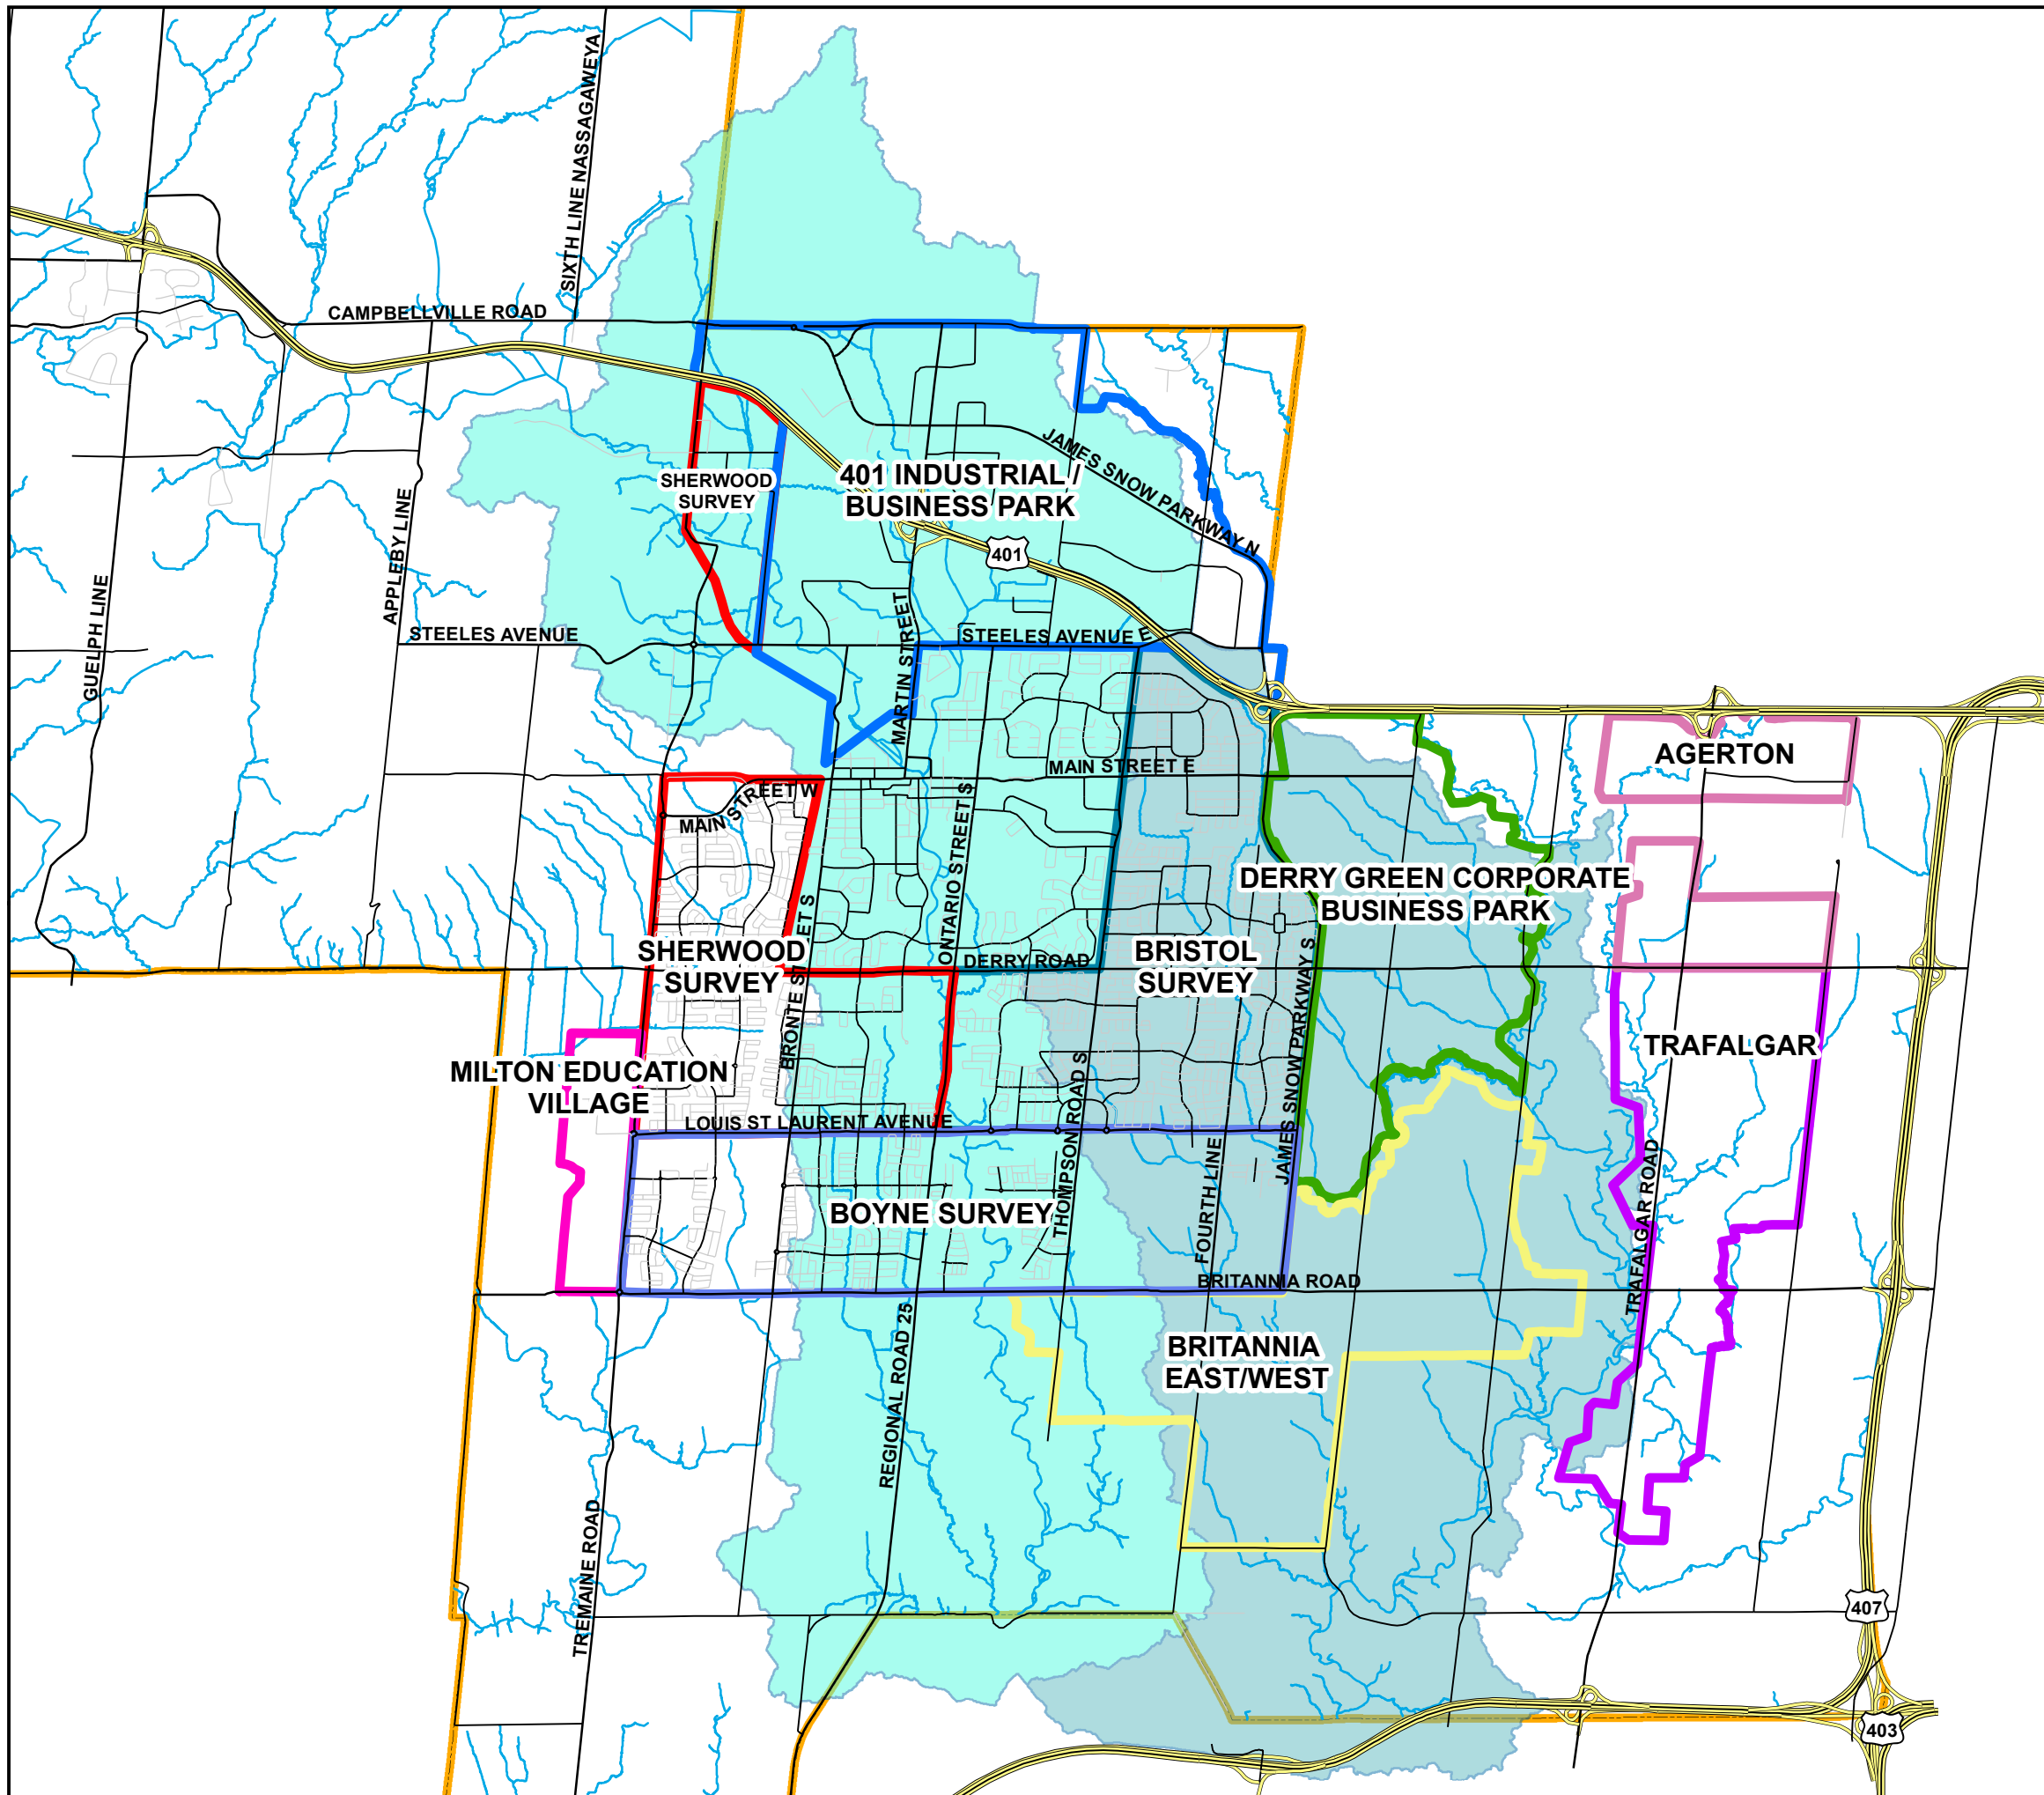 SIXTH LINE NASSAGAWEYA
CAMPBELLVILLE ROAD
JAMES SNOW PARKWAY N
SHERWOOD
SURVEY
401 INDUSTRIAL /
BUSINESS PARK
401
APPLEBY LINE
GUELPH LINE
STEELES AVENUE
MARTIN STREET
STEELES AVENUE E
MAIN STREET E
AGERTON
MAIN STREET W
ONTARIO STREET S
DERRY GREEN CORPORATE
BUSINESS PARK
BRONTE STREET S
SHERWOOD
SURVEY
DERRY ROAD
BRISTOL
SURVEY
JAMES SNOW PARKWAY S
TRAFALGAR
MILTON EDUCATION
VILLAGE
LOUIS ST LAURENT AVENUE
THOMPSON ROAD S
FOURTH LINE
BOYNE SURVEY
TRAFALGAR ROAD
BRITANNIA ROAD
REGIONAL ROAD 25
BRITANNIA
EAST/WEST
TREMAINE ROAD
407
403